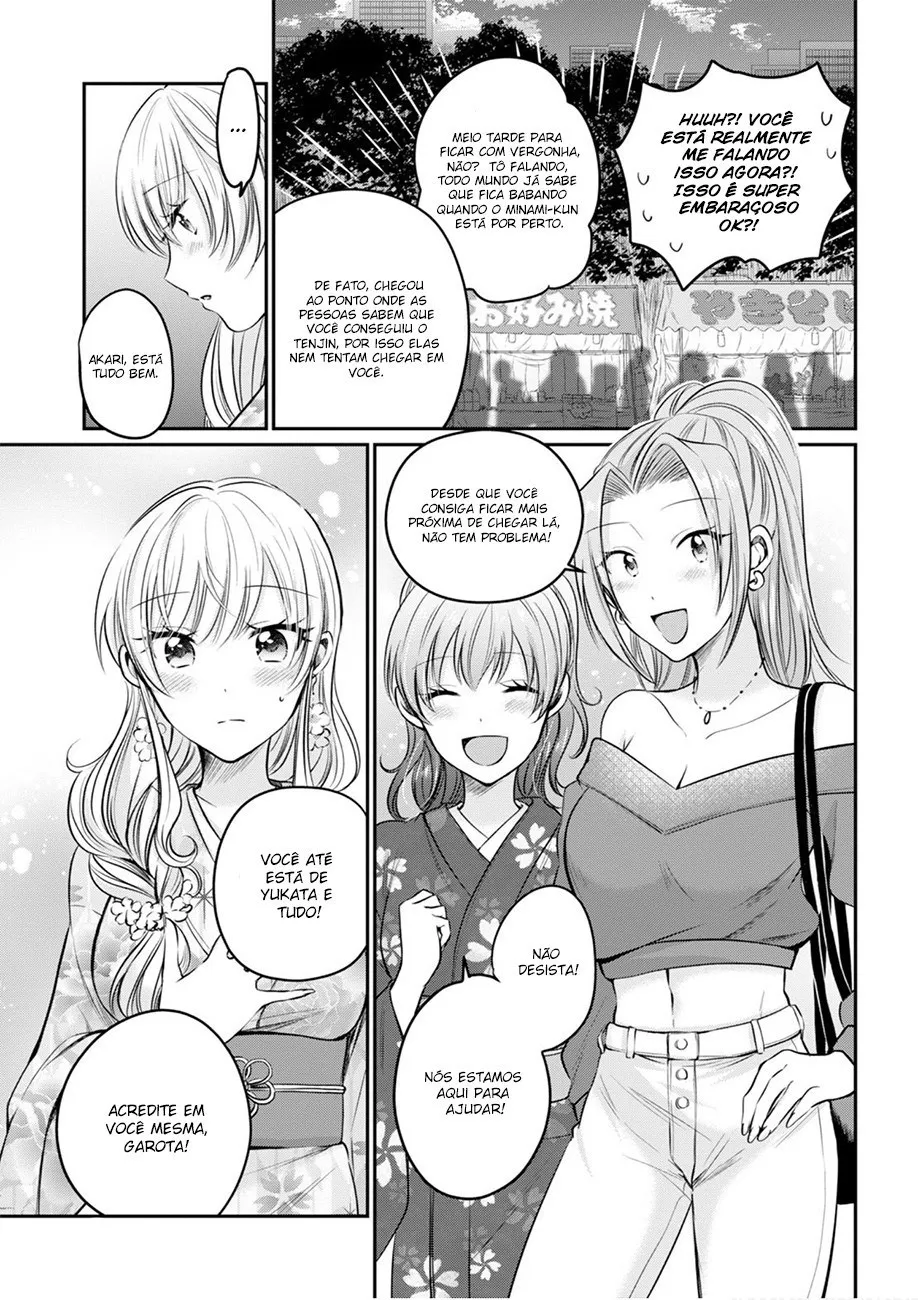 HUUH?! VOCÊ
ESTÁ REALMENTE
ME FALANDO
ISSO AGORA?!
ISSO É SUPER
EMBARAÇOSO
OK?!
MEIO TARDE PARA
FICAR COM VERGONHA,
NÃO? TÔ FALANDO,
TODO MUNDO JÁ SABE
QUE FICA BABANDO
QUANDO O MINAMI-KUN
ESTÁ POR PERTO.
DE FATO, CHEGOU
AO PONTO ONDE AS
PESSOAS SABEM QUE
VOCÊ CONSEGUIU O
TENJIN, POR ISSO ELAS
NEM TENTAM CHEGAR EM
VOCÊ.
お好み焼
やきそば
...
AKARI, ESTÁ
TUDO BEM.
DESDE QUE VOCÊ
CONSIGA FICAR MAIS
PRÓXIMA DE CHEGAR LÁ,
NÃO TEM PROBLEMA!
NÃO
DESISTA!
NÓS ESTAMOS
AQUI PARA
AJUDAR!
VOCÊ ATÉ
ESTÁ DE
YUKATA E
TUDO!
ACREDITE EM
VOCÊ MESMA,
GAROTA!